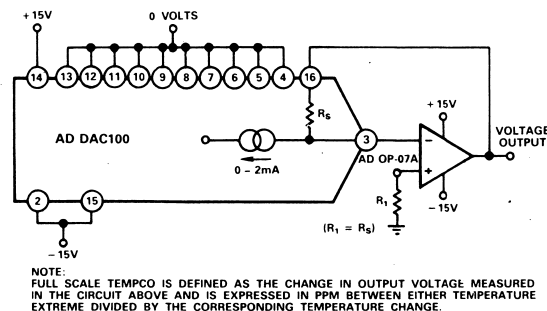 +15V
0 VOLTS
14 13 12 11 10 9 8 7 6 5 4 16
R_S
+15V
AD DAC100
3
VOLTAGE
OUTPUT
AD OP-07A
−
+
0 – 2mA
2 15
R₁
−15V
(R₁ = R_S)
−15V
NOTE:
FULL SCALE TEMPCO IS DEFINED AS THE CHANGE IN OUTPUT VOLTAGE MEASURED
IN THE CIRCUIT ABOVE AND IS EXPRESSED IN PPM BETWEEN EITHER TEMPERATURE
EXTREME DIVIDED BY THE CORRESPONDING TEMPERATURE CHANGE.